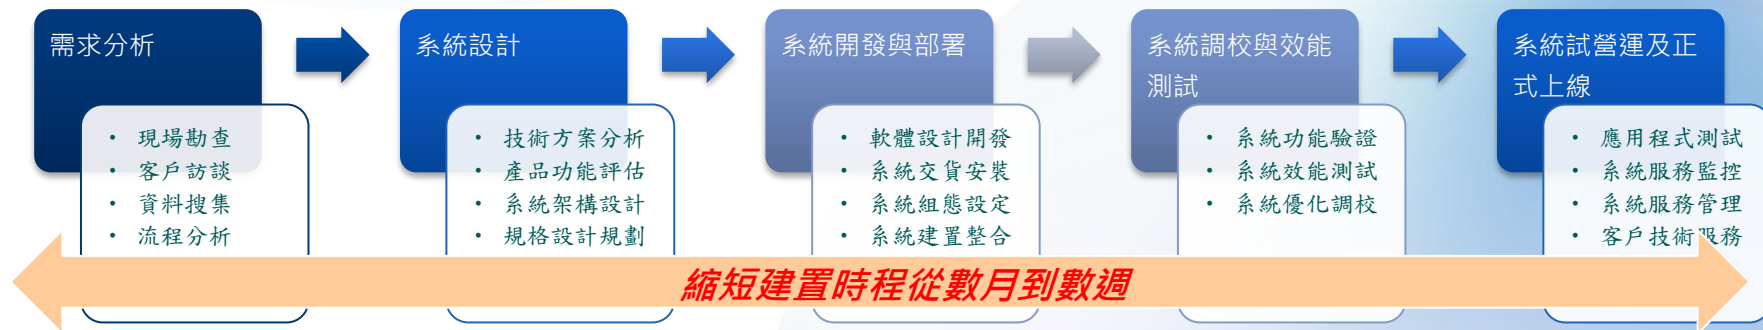 需求分析
• 現場勘查
• 客戶訪談
• 資料搜集
• 流程分析
系統設計
• 技術方案分析
• 產品功能評估
• 系統架構設計
• 規格設計規劃
系統開發與部署
• 軟體設計開發
• 系統交貨安裝
• 系統組態設定
• 系統建置整合
系統調校與效能
測試
• 系統功能驗證
• 系統效能測試
• 系統優化調校
系統試營運及正
式上線
• 應用程式測試
• 系統服務監控
• 系統服務管理
• 客戶技術服務
縮短建置時程從數月到數週